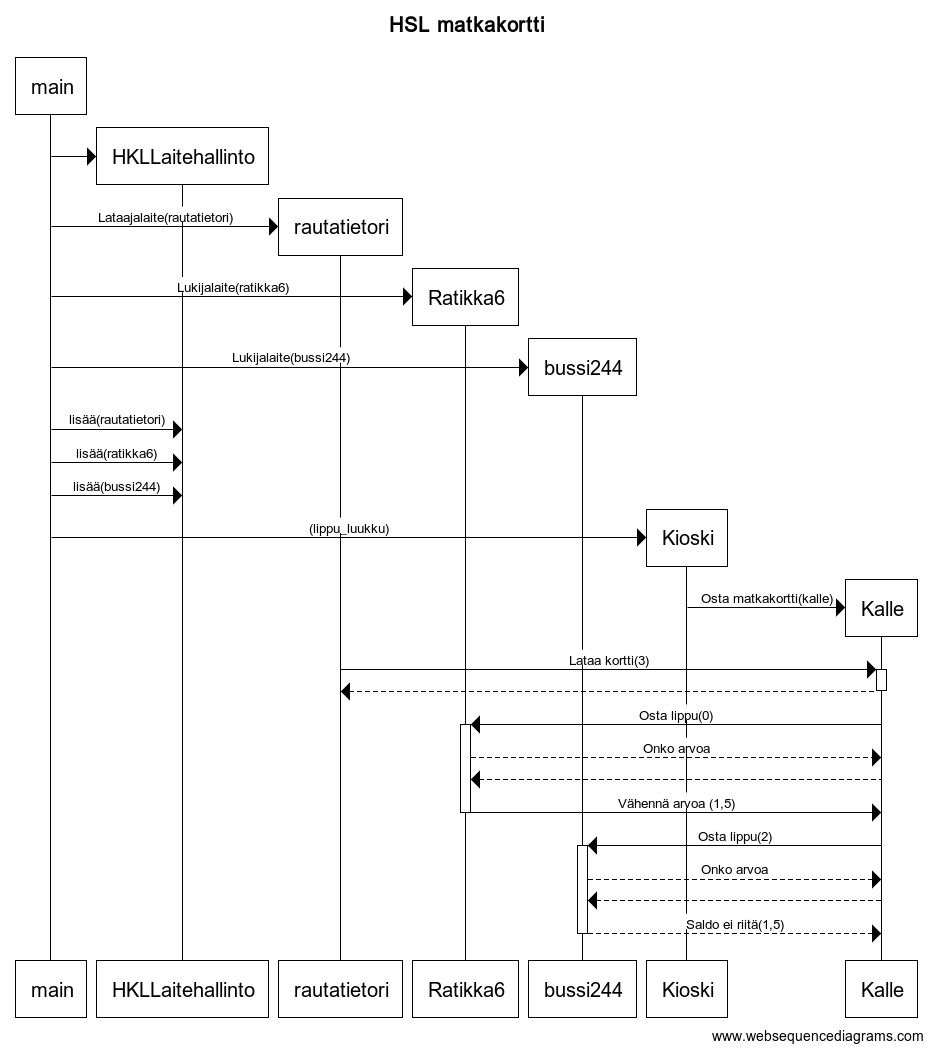 HSL matkakortti
main
HKLLaitehallinto
Lataajalaite(rautatietori)
rautatietori
Lukijalaite(ratikka6)
Ratikka6
Lukijalaite(bussi244)
bussi244
lisää(rautatietori)
lisää(ratikka6)
lisää(bussi244)
(lippu_luukku)
Kioski
Osta matkakortti(kalle)
Kalle
Lataa kortti(3)
Osta lippu(0)
Onko arvoa
Vähennä arvoa (1,5)
Osta lippu(2)
Onko arvoa
Saldo ei riitä(1,5)
main HKLLaitehallinto rautatietori Ratikka6 bussi244 Kioski Kalle
www.websequencediagrams.com